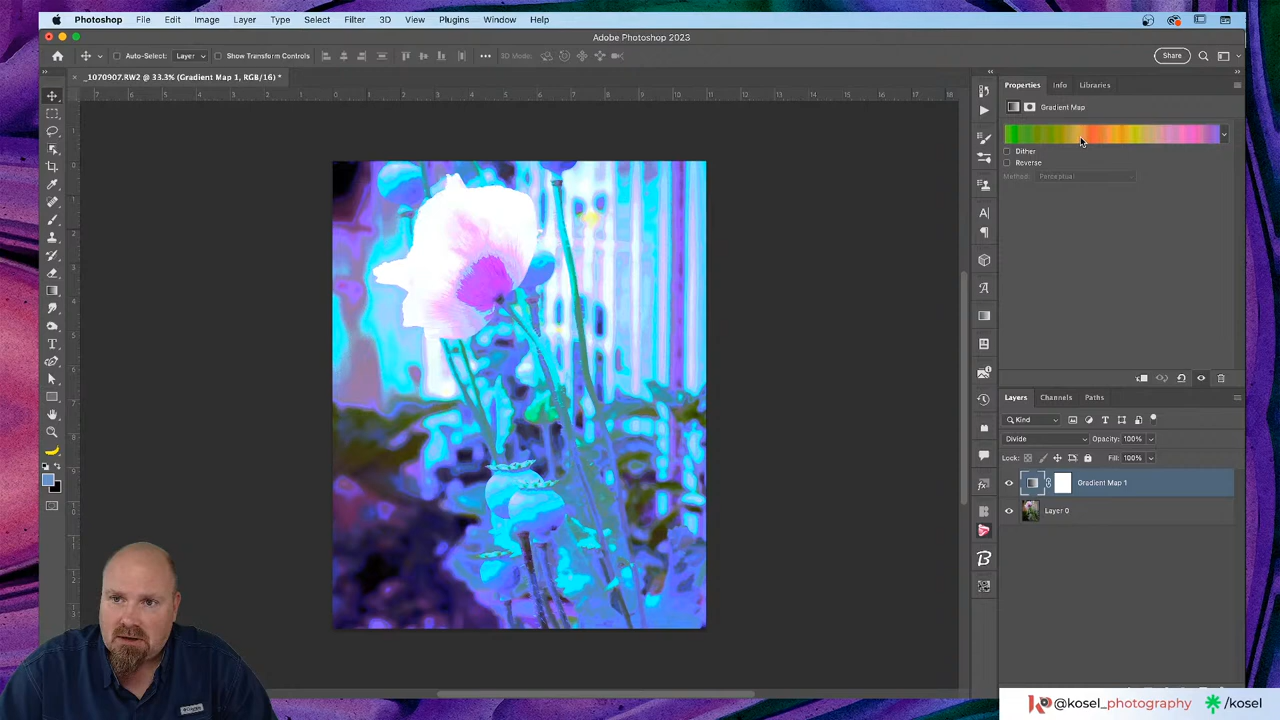 Photoshop File Edit Image Layer Type Select Filter 3D View Plugins Window Help
Adobe Photoshop 2023
Auto-Select: Layer Show Transform Controls 3D Mode: Share
_1070907.RW2 @ 33.3% (Gradient Map 1, RGB/16) *
Properties Info Libraries
Gradient Map
Dither
Reverse
Method: Perceptual
Layers Channels Paths
Kind
Divide Opacity: 100%
Lock: Fill: 100%
Gradient Map 1
Layer 0
@kosel_photography /kosel